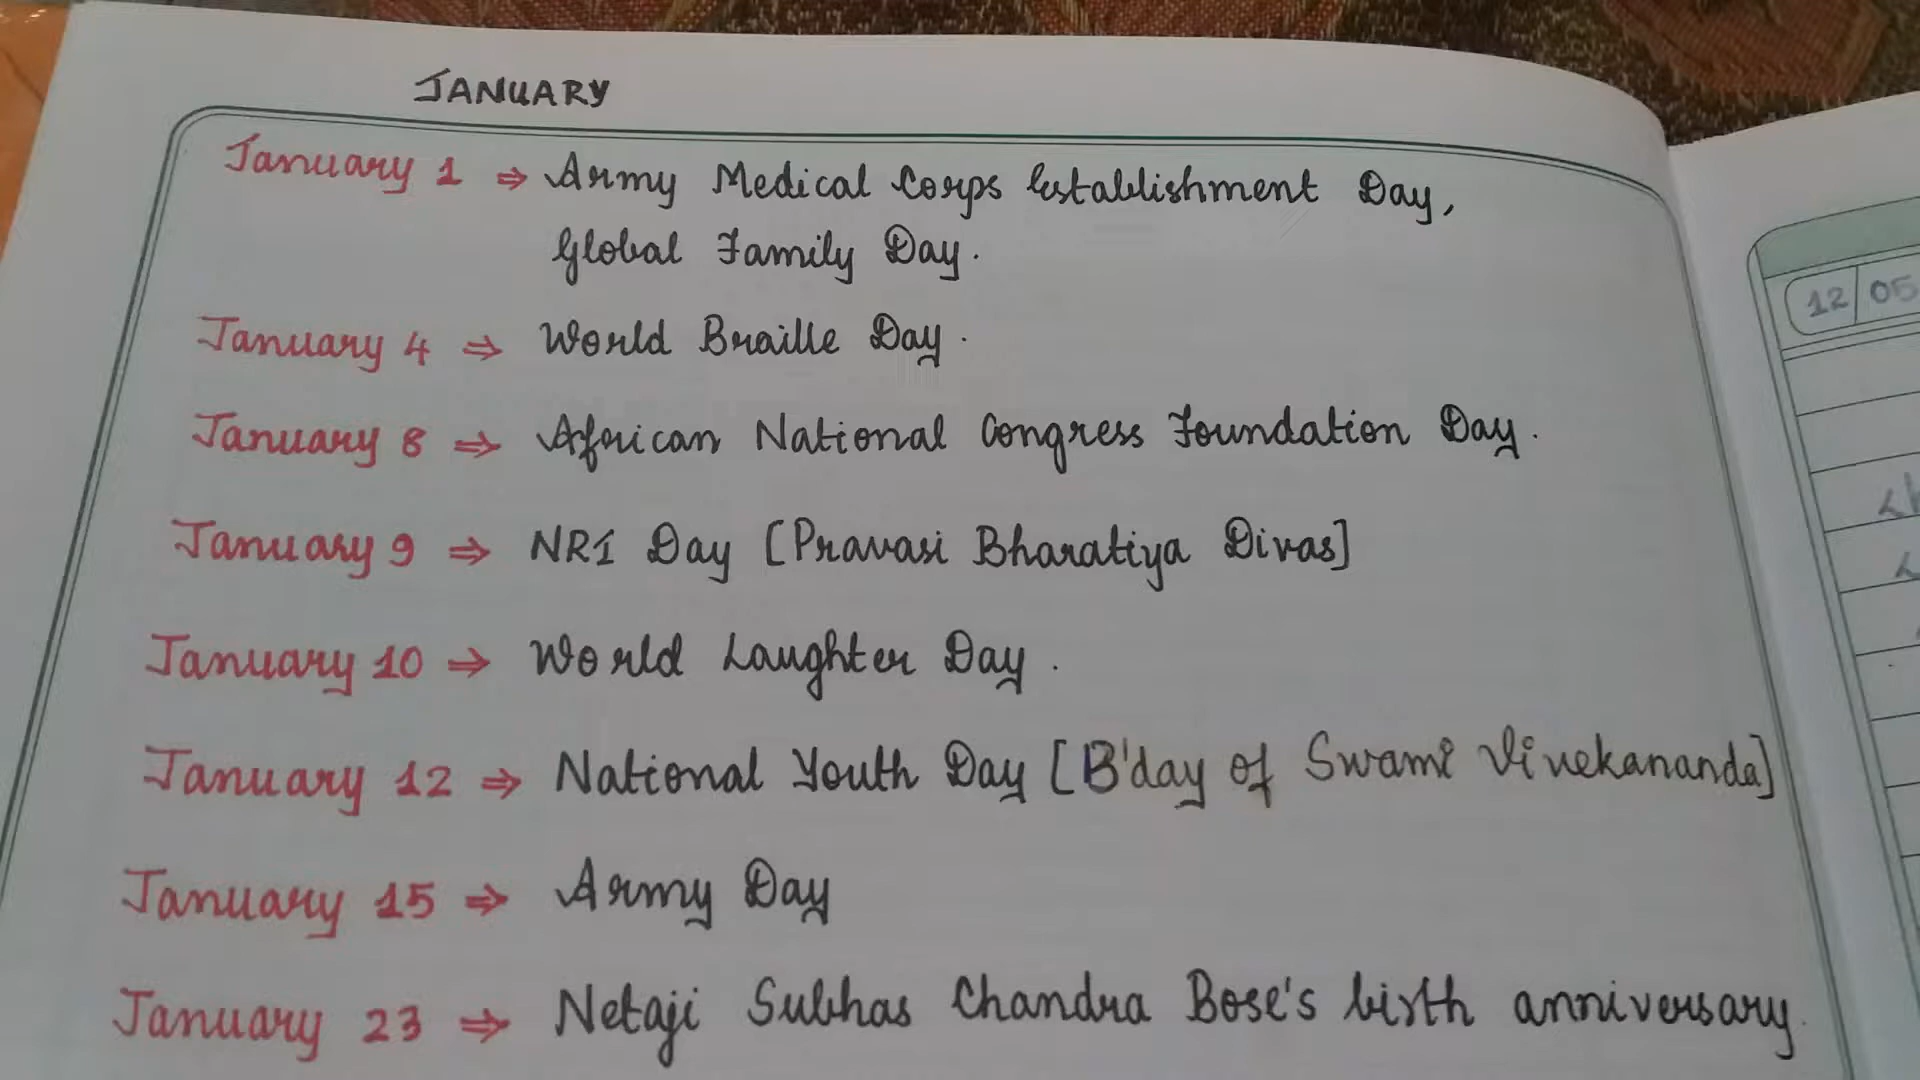 JANUARY
January 1 ⇒ Army Medical Corps Establishment Day,
Global Family Day.
January 4 ⇒ World Braille Day.
January 8 ⇒ African National Congress Foundation Day.
January 9 ⇒ NRI Day [Pravasi Bharatiya Divas]
January 10 ⇒ World Laughter Day.
January 12 ⇒ National Youth Day [B'day of Swami Vivekananda]
January 15 ⇒ Army Day
January 23 ⇒ Netaji Subhas Chandra Bose's birth anniversary.
12/05